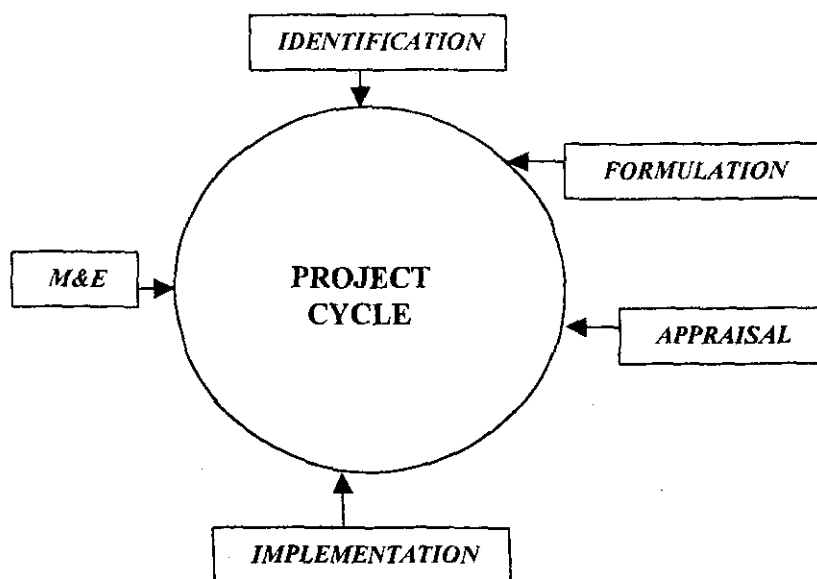 IDENTIFICATION
FORMULATION
M&E
PROJECT
CYCLE
APPRAISAL
IMPLEMENTATION